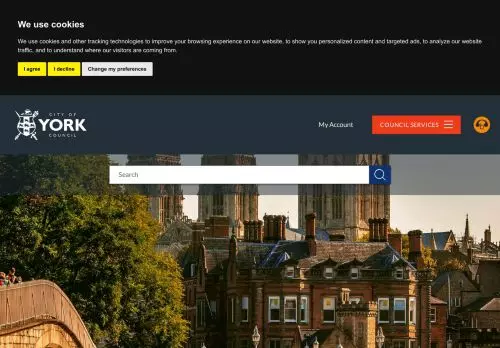 We use cookies
We use cookies and other tracking technologies to improve your browsing experience on our website, to show you personalized content and targeted ads, to analyze our website
traffic, and to understand where our visitors are coming from.
I agree I decline Change my preferences
CITY OF
YORK
COUNCIL
My Account
COUNCIL SERVICES
Search